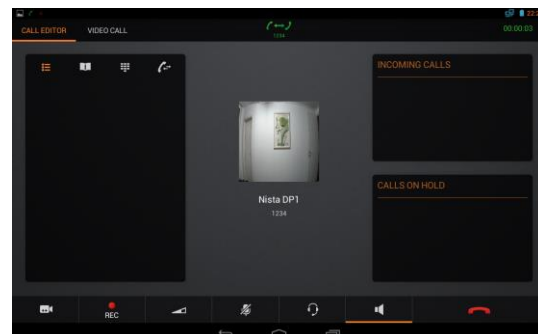 CALL EDITOR
VIDEO CALL
1234
00:00:03
INCOMING CALLS
Nista DP1
1234
CALLS ON HOLD
REC